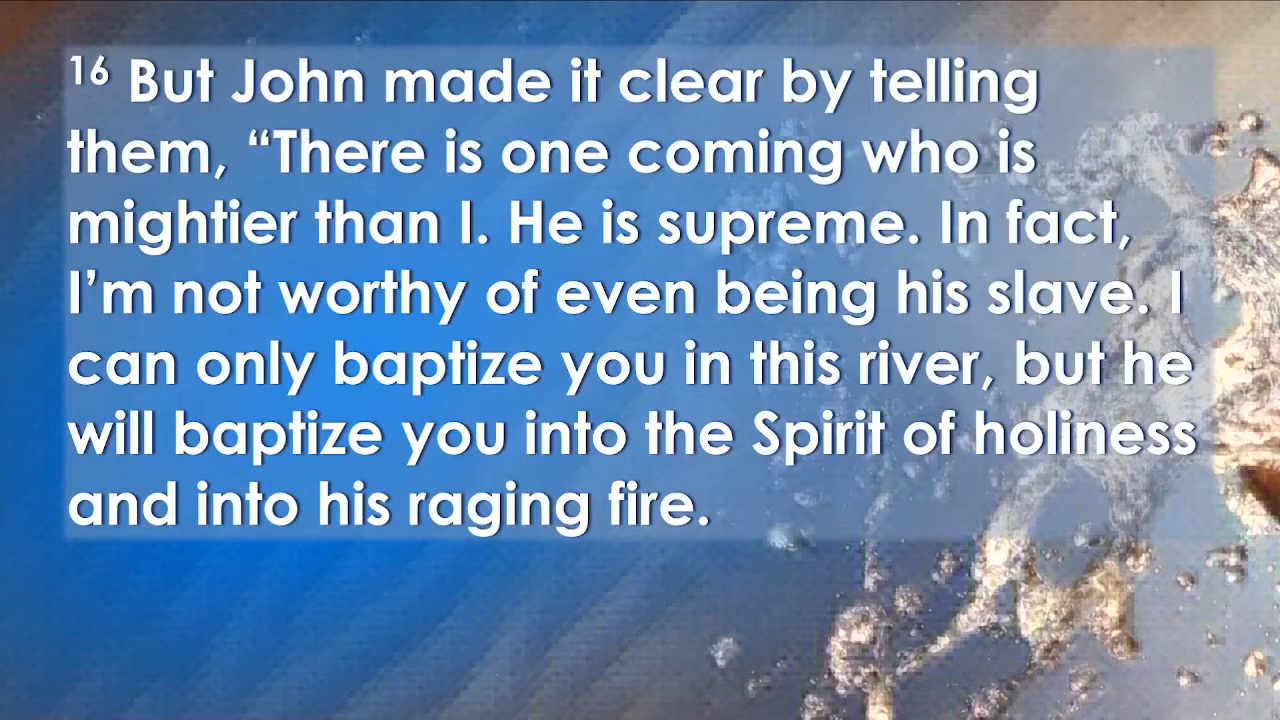 16 But John made it clear by telling
them, “There is one coming who is
mightier than I. He is supreme. In fact,
I’m not worthy of even being his slave. I
can only baptize you in this river, but he
will baptize you into the Spirit of holiness
and into his raging fire.